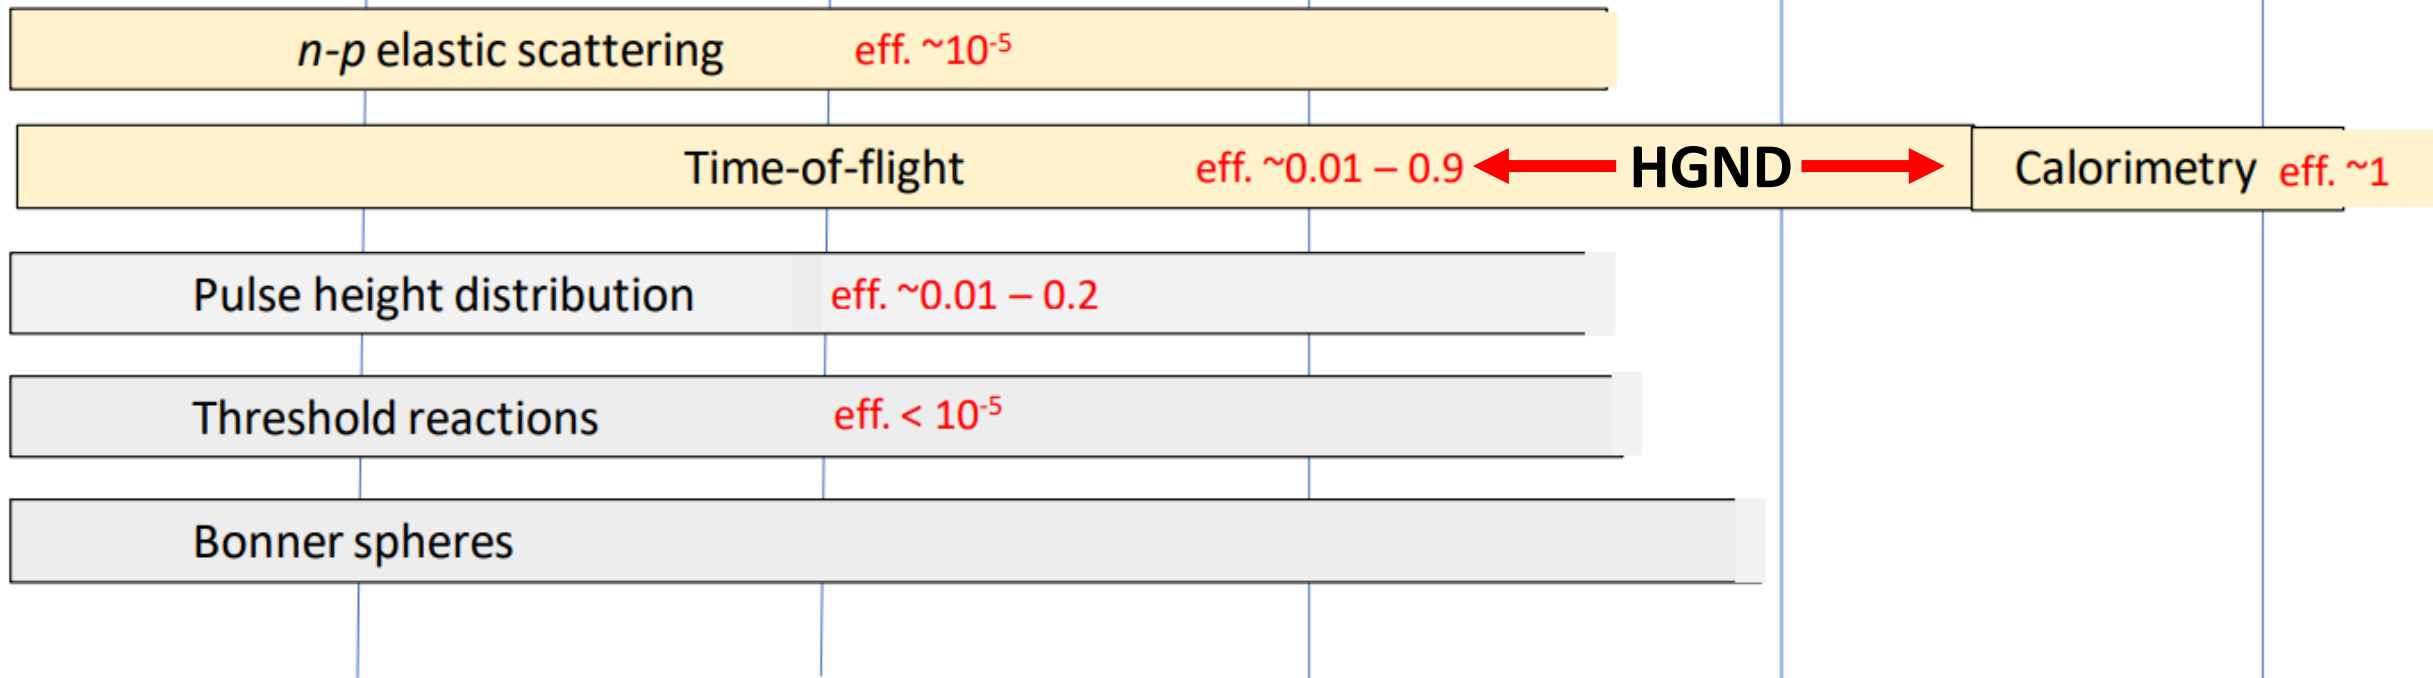 n-p elastic scattering eff. ~10⁻⁵
Time-of-flight eff. ~0.01 – 0.9 HGND Calorimetry eff. ~1
Pulse height distribution eff. ~0.01 – 0.2
Threshold reactions eff. < 10⁻⁵
Bonner spheres